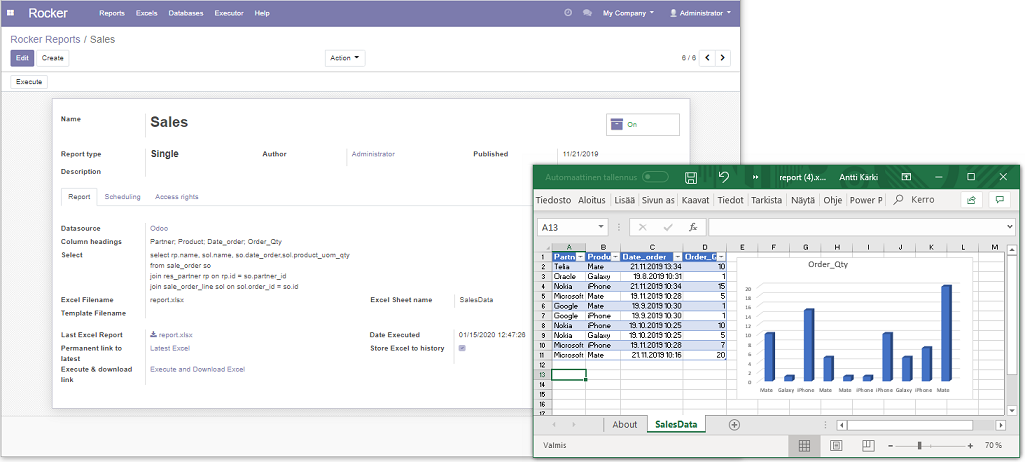 Rocker Reports Excels Databases Executor Help My Company Administrator
Rocker Reports / Sales
Edit Create Action 6 / 6
Execute
Name Sales On
Report type Single Author Administrator Published 11/21/2019
Description
Report Scheduling Access rights
Datasource Odoo
Column headings Partner; Product; Date_order; Order_Qty
Select select rp.name, sol.name, so.date_order,sol.product_uom_qty
from sale_order so
join res_partner rp on rp.id = so.partner_id
join sale_order_line sol on sol.order_id = so.id
Excel Filename report.xlsx Excel Sheet name SalesData
Template Filename
Last Excel Report report.xlsx Date Executed 01/15/2020 12:47:26
Permanent link to latest Latest Excel Store Excel to history
Execute & download link Execute and Download Excel
Automaattinen tallennus report (4).x... Antti Kärki
Tiedosto Aloitus Lisää Sivun as Kaavat Tiedot Tarkista Näytä Ohje Power P Kerro
A13 fx
A B C D E F G H I J K L M
1 Partn Produ Date_order Order_Q
2 Telia Mate 21.11.2019 13:34 10
3 Oracle Galaxy 19.8.2019 10:31 1
4 Nokia iPhone 21.11.2019 10:34 15
5 Microsoft Mate 19.11.2019 10:28 5
6 Google Mate 19.9.2019 10:30 1
7 Google iPhone 19.9.2019 10:30 1
8 Nokia iPhone 19.10.2019 10:25 10
9 Nokia Galaxy 19.10.2019 10:25 5
10 Microsoft iPhone 19.11.2019 10:28 7
11 Microsoft Mate 21.11.2019 10:16 20
12
13
14
15
16
17
Order_Qty
20
18
16
14
12
10
8
6
4
2
0
Mate Galaxy iPhone Mate Mate iPhone iPhone Galaxy iPhone Mate
About SalesData
Valmis 70 %